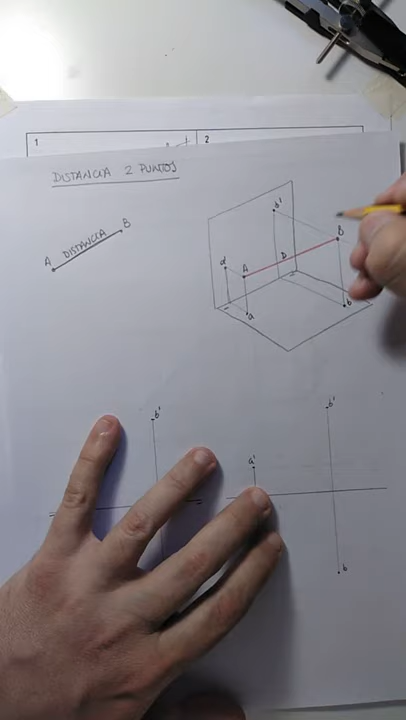 1
2
DISTANCIA 2 PUNTOS
A DISTANCIA B
b'
a'
A
D
B
a
b
b'
a'
b'
b